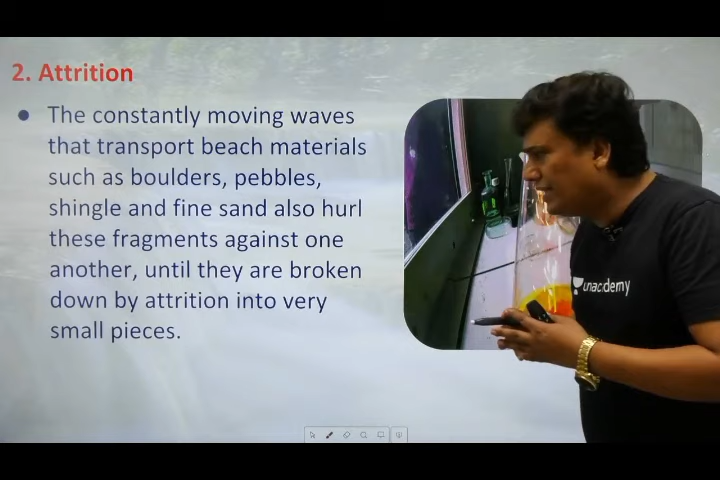 2. Attrition
● The constantly moving waves
that transport beach materials
such as boulders, pebbles,
shingle and fine sand also hurl
these fragments against one
another, until they are broken
down by attrition into very
small pieces.
unacademy